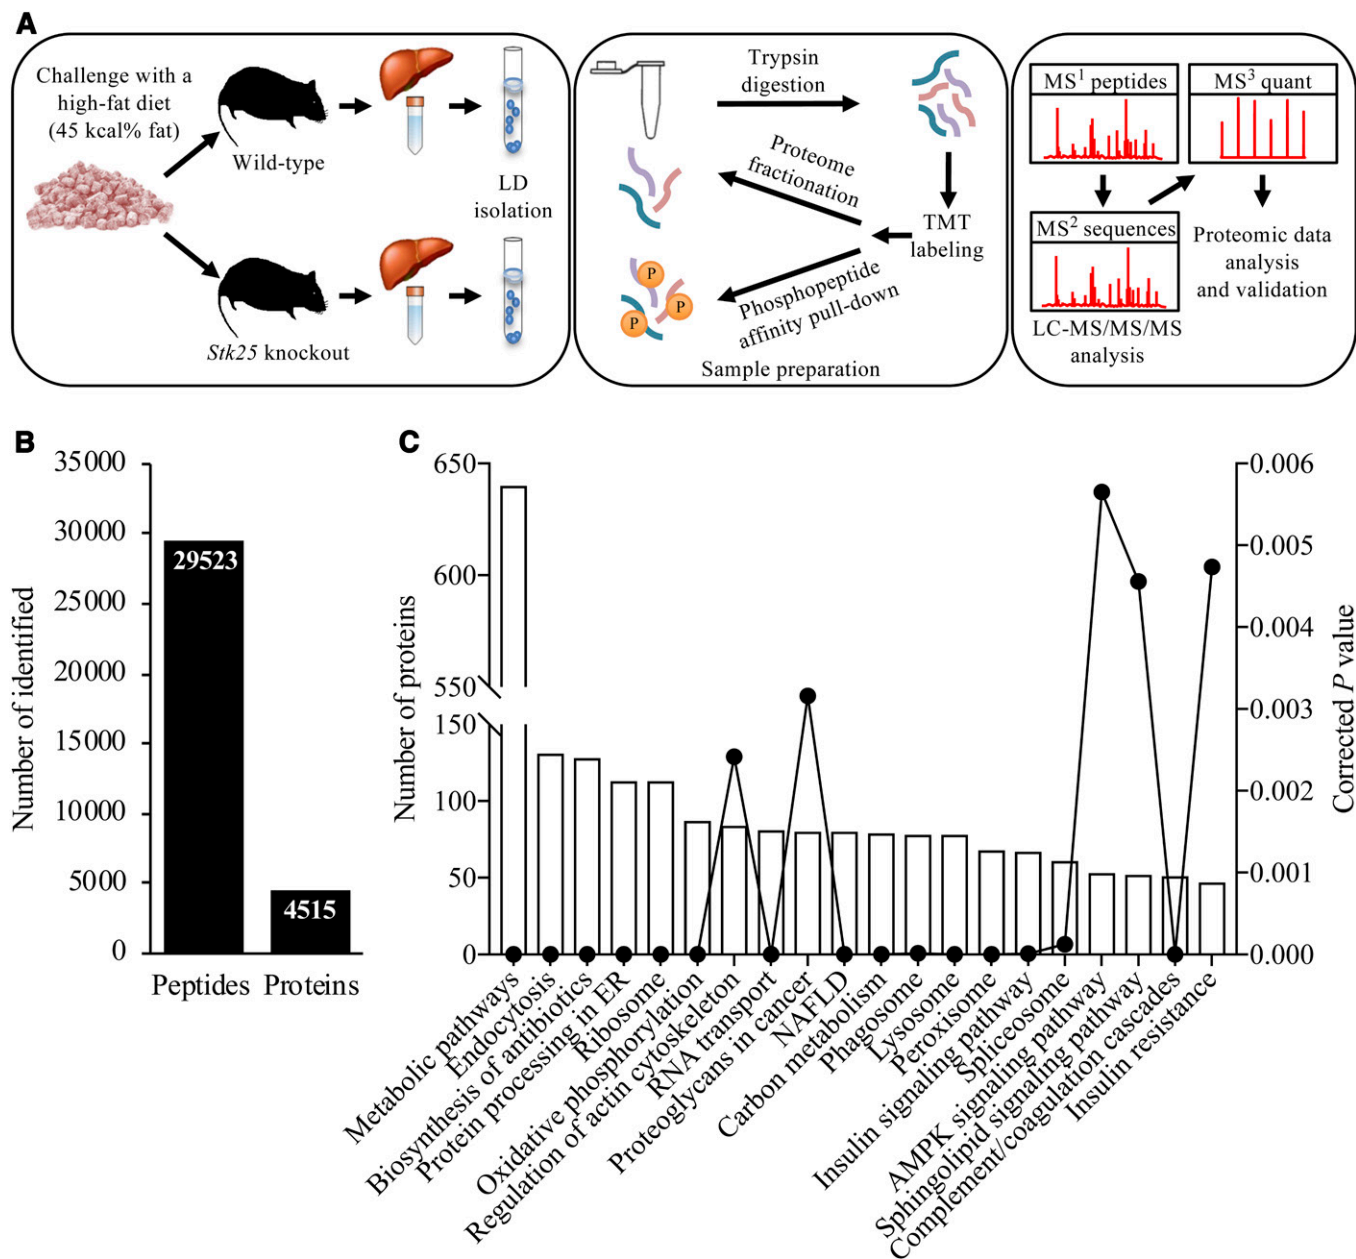 A
Challenge with a
high-fat diet
(45 kcal% fat)
Wild-type
Stk25 knockout
LD
isolation
Trypsin
digestion
Proteome
fractionation
TMT
labeling
Phosphopeptide
affinity pull-down
P
P
P
Sample preparation
MS1 peptides
MS3 quant
MS2 sequences
LC-MS/MS/MS
analysis
Proteomic data
analysis
and validation
B
Number of identified
35000
30000
25000
20000
15000
10000
5000
0
29523
4515
Peptides
Proteins
C
Number of proteins
650
600
550
150
100
50
0
0.006
0.005
0.004
0.003
0.002
0.001
0.000
Corrected P value
Metabolic pathways
Endocytosis
Biosynthesis of antibiotics
Protein processing in ER
Ribosome
Oxidative phosphorylation
Regulation of actin cytoskeleton
RNA transport
Proteoglycans in cancer
NAFLD
Carbon metabolism
Phagosome
Lysosome
Peroxisome
Insulin signaling pathway
Spliceosome
AMPK signaling pathway
Sphingolipid signaling pathway
Complement/coagulation cascades
Insulin resistance